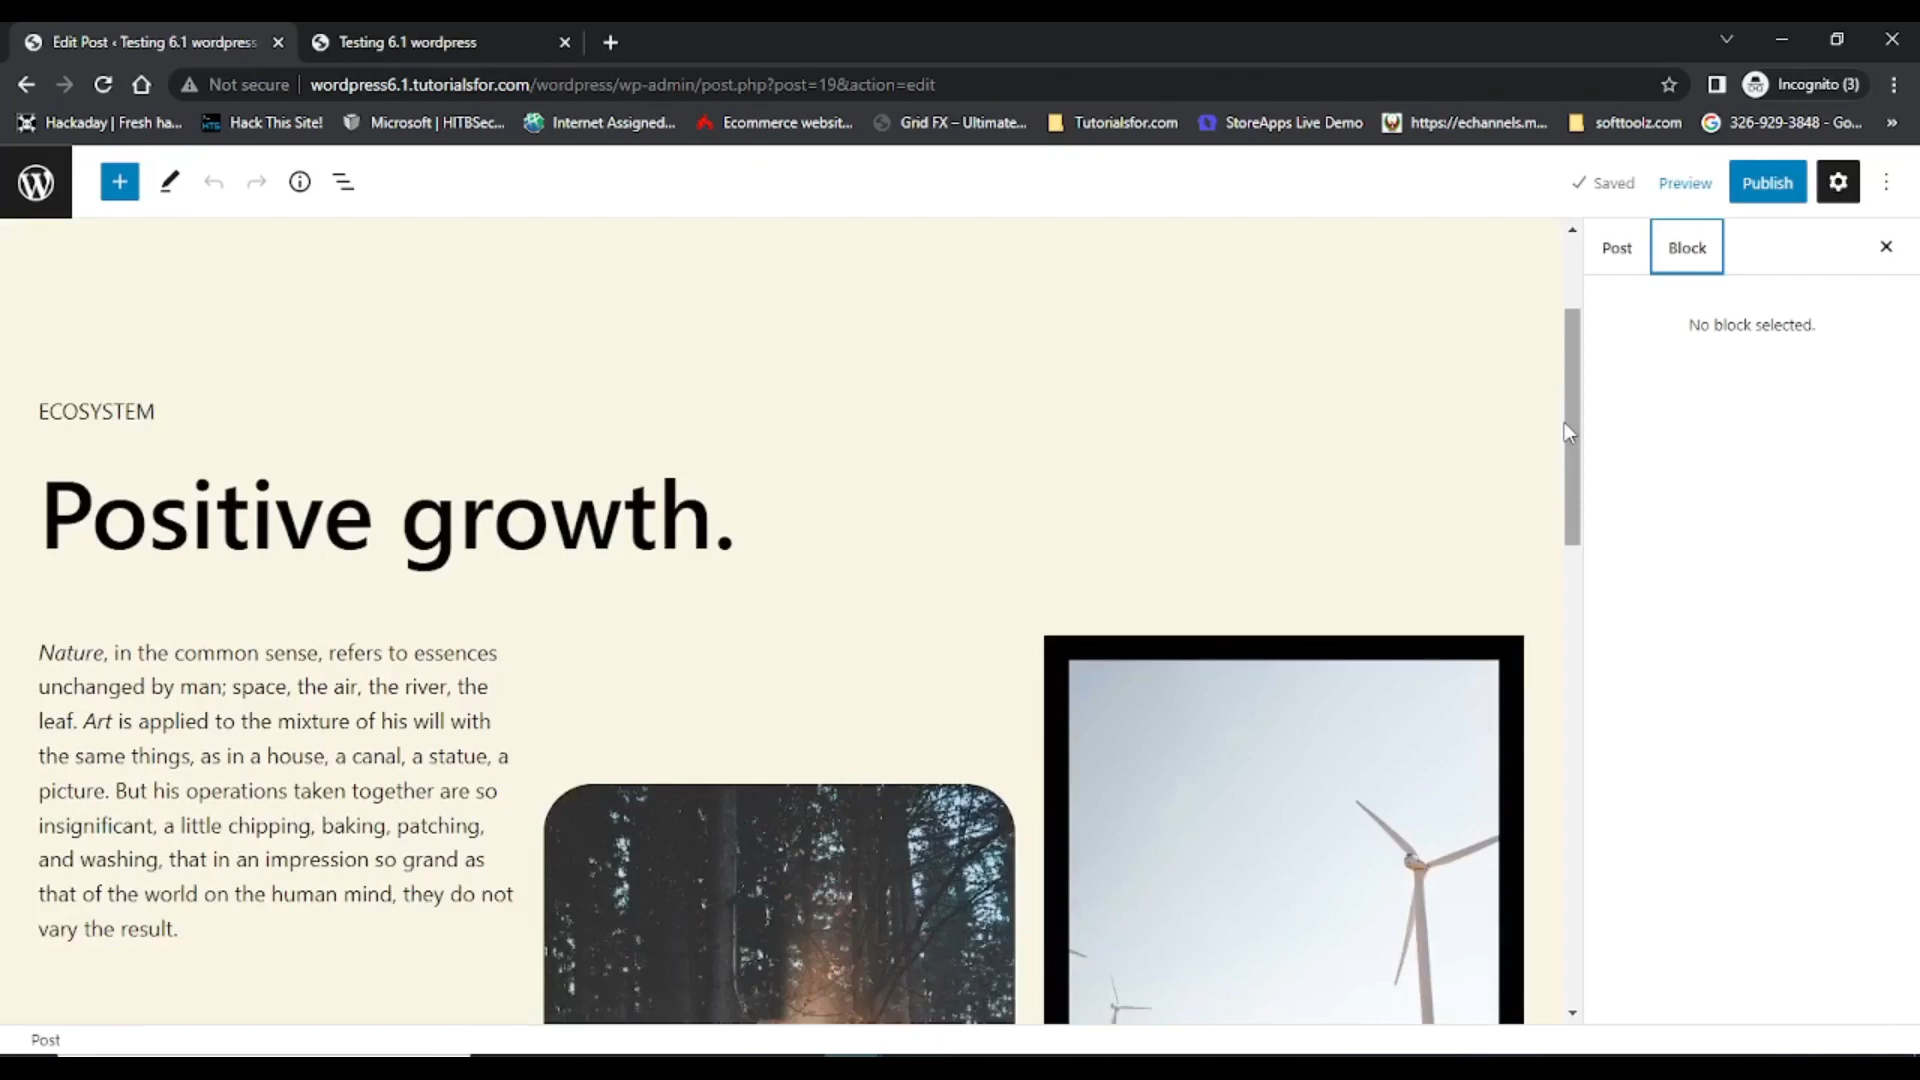 Edit Post ‹ Testing 6.1 wordpress
Testing 6.1 wordpress
Not secure
wordpress6.1.tutorialsfor.com/wordpress/wp-admin/post.php?post=19&action=edit
Incognito (3)
Hackaday | Fresh ha...
Hack This Site!
Microsoft | HITBSec...
Internet Assigned...
Ecommerce websit...
Grid FX – Ultimate...
Tutorialsfor.com
StoreApps Live Demo
https://echannels.m...
softtoolz.com
326-929-3848 - Go...
Saved
Preview
Publish
Post
Block
No block selected.
ECOSYSTEM
Positive growth.
Nature, in the common sense, refers to essences
unchanged by man; space, the air, the river, the
leaf. Art is applied to the mixture of his will with
the same things, as in a house, a canal, a statue, a
picture. But his operations taken together are so
insignificant, a little chipping, baking, patching,
and washing, that in an impression so grand as
that of the world on the human mind, they do not
vary the result.
Post